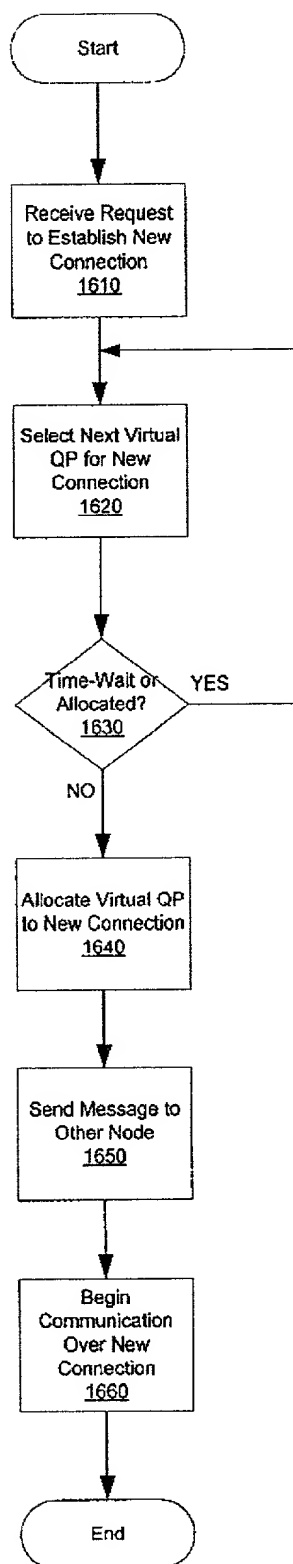 Start
Receive Request
to Establish New
Connection
1610
Select Next Virtual
QP for New
Connection
1620
Time-Wait or
Allocated?
1630
YES
NO
Allocate Virtual QP
to New Connection
1640
Send Message to
Other Node
1650
Begin
Communication
Over New
Connection
1660
End